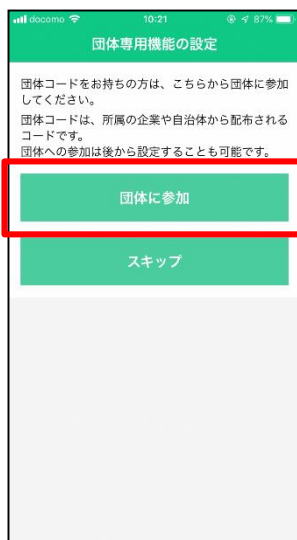 docomo 10:21 87%
団体専用機能の設定
団体コードをお持ちの方は、こちらから団体に参加
してください。
団体コードは、所属の企業や自治体から配布される
コードです。
団体への参加は後から設定することも可能です。
団体に参加
スキップ